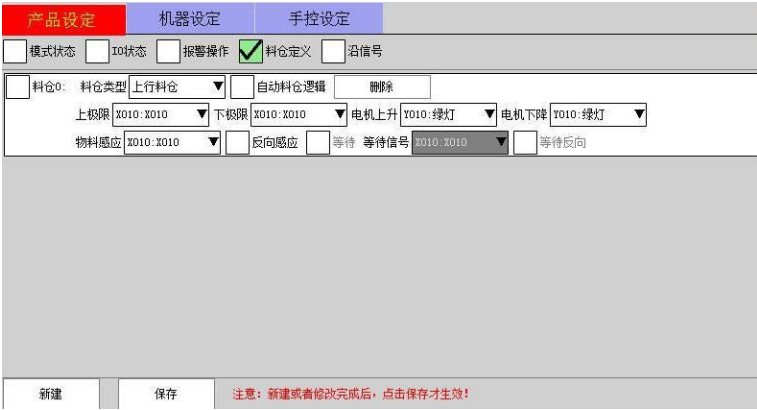 产品设定 机器设定 手控设定
模式状态 IO状态 报警操作 料仓定义 沿信号
料仓0: 料仓类型 上行料仓 自动料仓逻辑 删除
上极限 X010:X010 下极限 X010:X010 电机上升 Y010:绿灯 电机下降 Y010:绿灯
物料感应 X010:X010 反向感应 等待 等待信号 X010:X010 等待反向
新建 保存 注意：新建或者修改完成后，点击保存才生效!